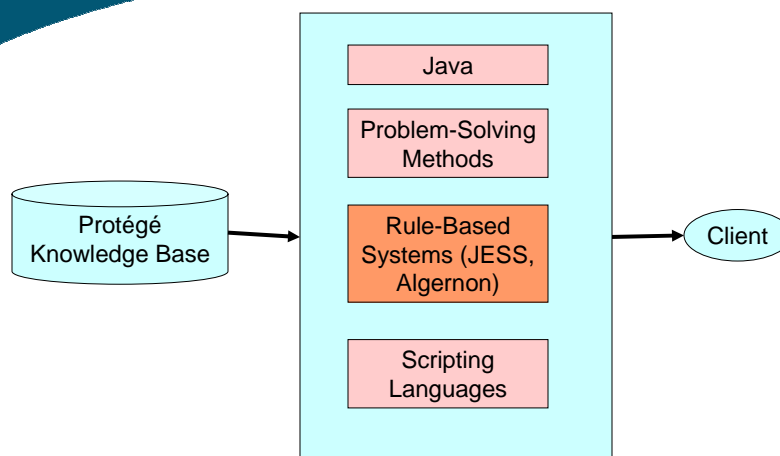 Java
Problem-Solving
Methods
Protégé
Knowledge Base
Rule-Based
Systems (JESS,
Algernon)
Client
Scripting
Languages